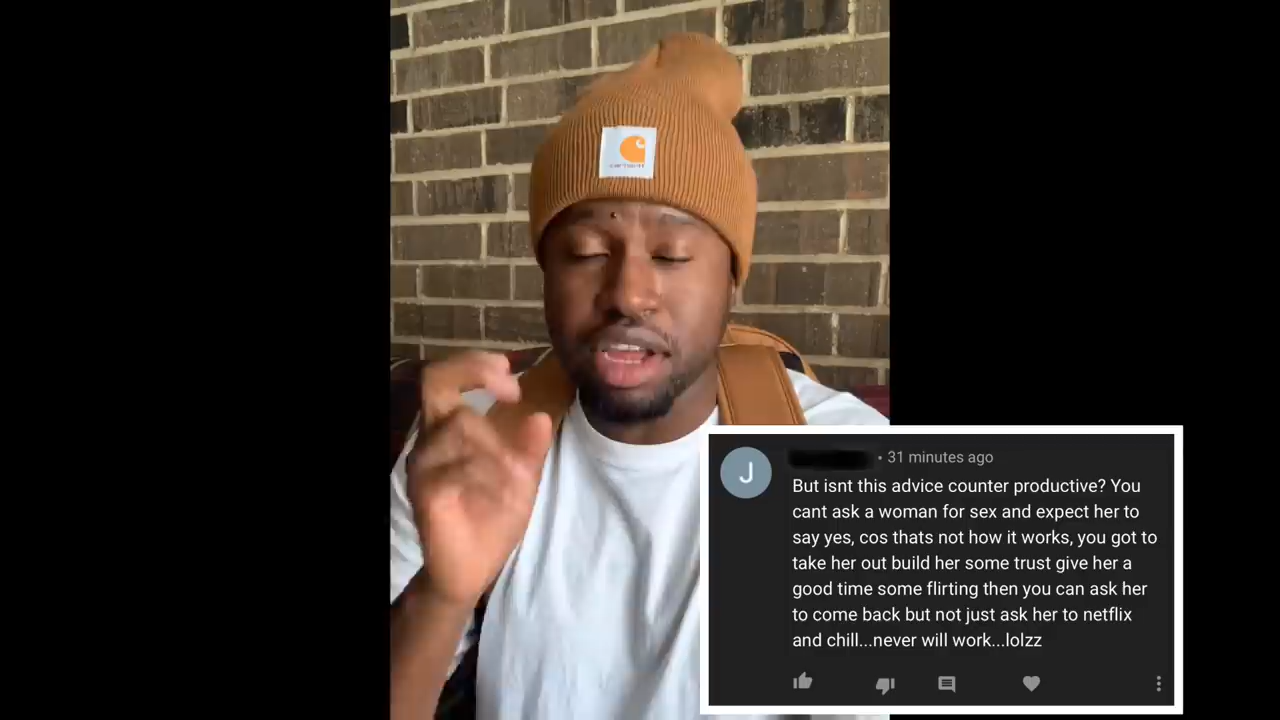 carhartt
J
• 31 minutes ago
But isnt this advice counter productive? You
cant ask a woman for sex and expect her to
say yes, cos thats not how it works, you got to
take her out build her some trust give her a
good time some flirting then you can ask her
to come back but not just ask her to netflix
and chill...never will work...lolzz